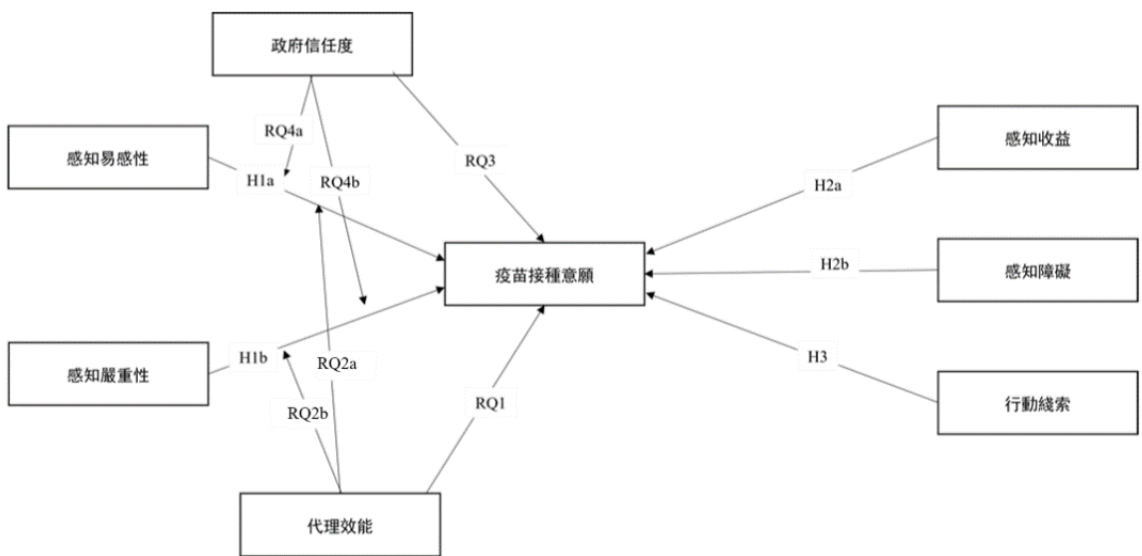 政府信任度
RQ4a
感知易感性
感知收益
RQ3
H1a
RQ4b
H2a
疫苗接種意願
H2b
感知障礙
H1b
RQ2a
H3
感知嚴重性
RQ2b
RQ1
行動綫索
代理效能